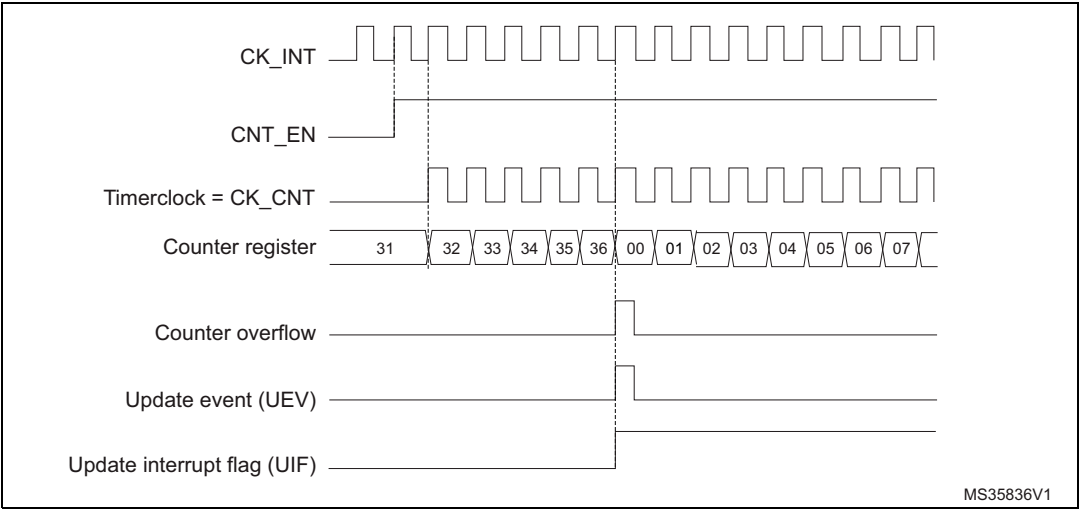 CK_INT
CNT_EN
Timerclock = CK_CNT
Counter register 31 32 33 34 35 36 00 01 02 03 04 05 06 07
Counter overflow
Update event (UEV)
Update interrupt flag (UIF)
MS35836V1